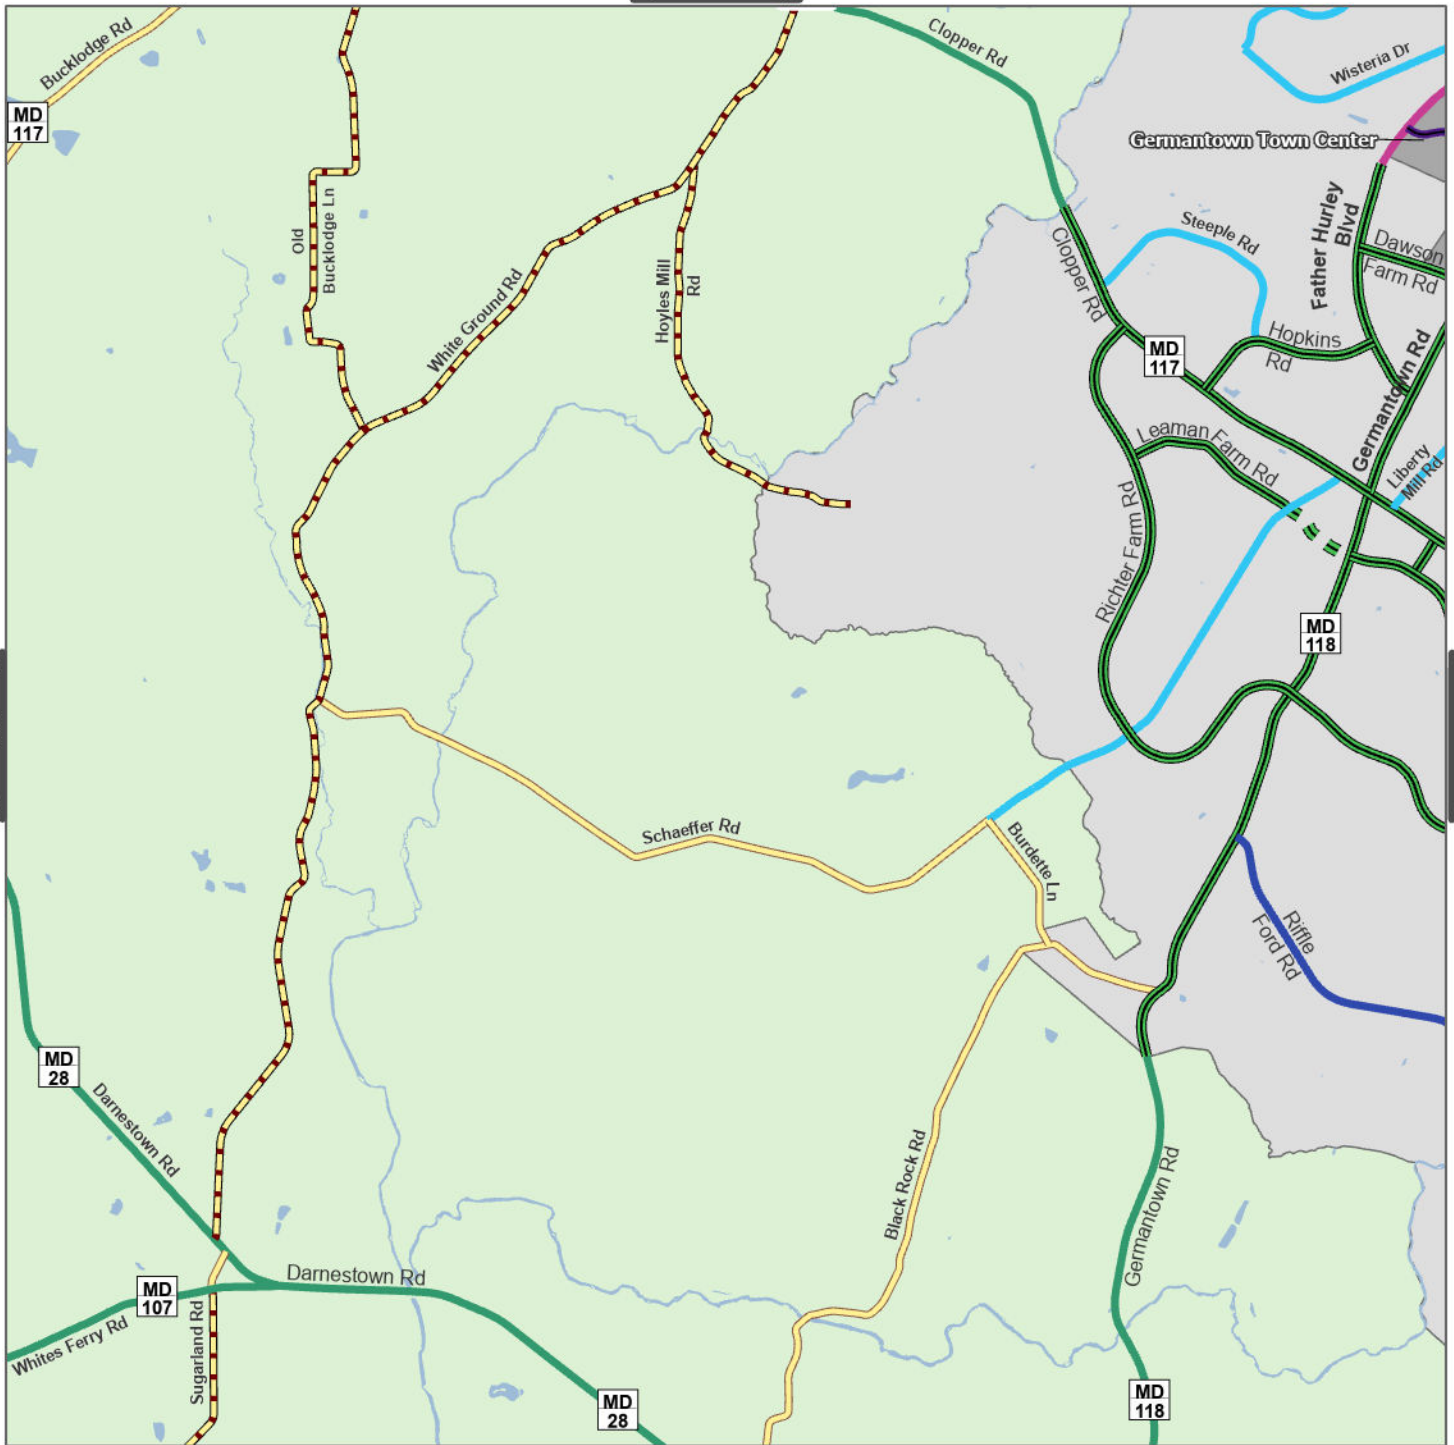 Bucklodge Rd
MD
117
Clopper Rd
Wisteria Dr
Germantown Town Center
Old
Bucklodge Ln
White Ground Rd
Hoyles Mill
Rd
Clopper Rd
Steeple Rd
Father Hurley
Blvd
Dawson
Farm Rd
MD
117
Hopkins
Rd
Germantown Rd
Liberty
Mill Rd
Leaman Farm Rd
Richter Farm Rd
MD
118
Schaeffer Rd
Burdette Ln
Riffle
Ford Rd
MD
28
Darnestown Rd
Black Rock Rd
Germantown Rd
Darnestown Rd
MD
107
Whites Ferry Rd
Sugarland Rd
MD
28
MD
118